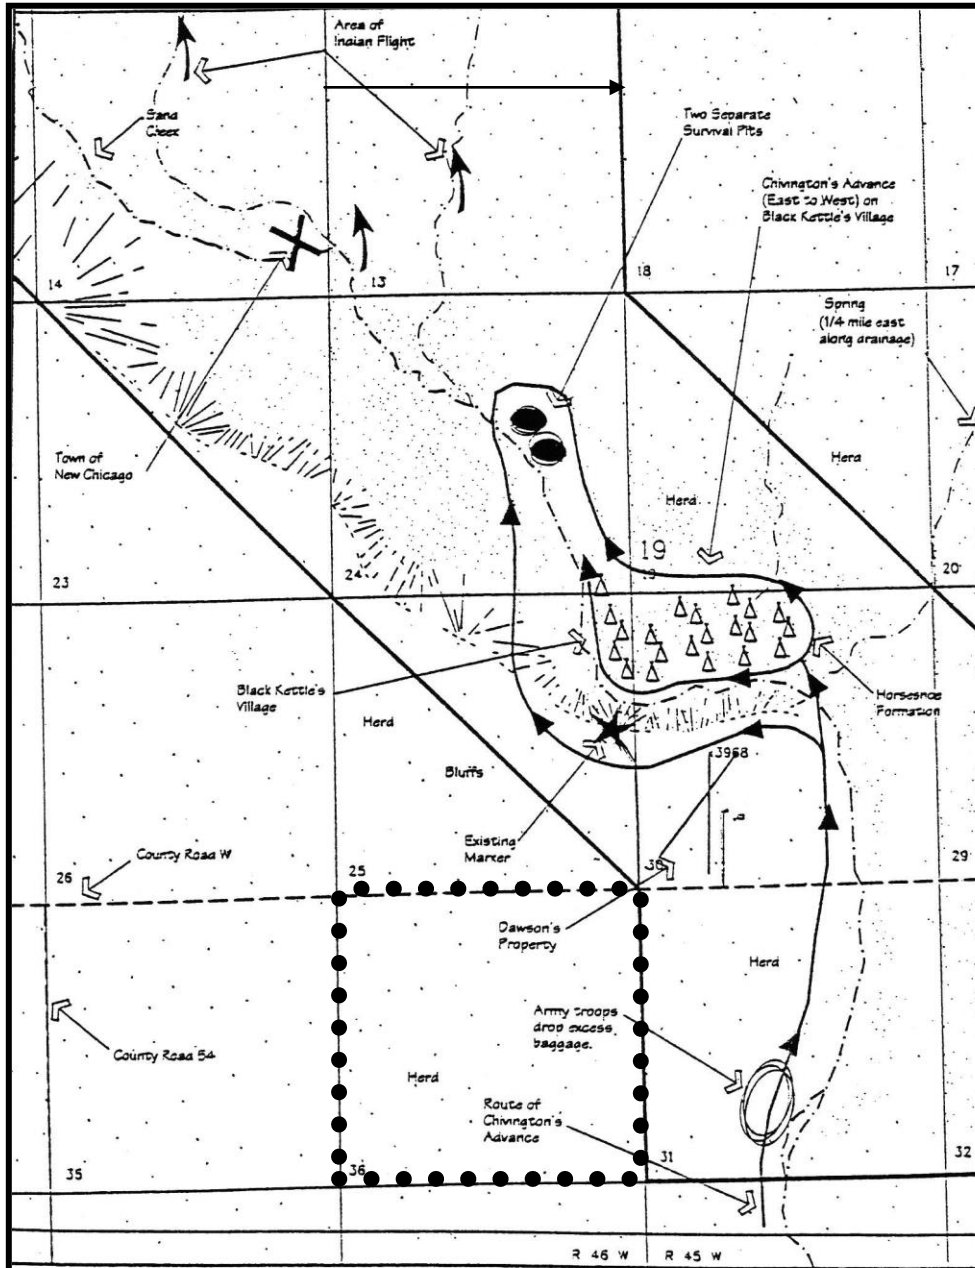 Area of
Indian Flight
Sand
Creek
Two Separate
Survival Pits
Chivington's Advance
(East to West) on
Black Kettle's Village
14
13
18
17
Spring
(1/4 mile east
along drainage)
Town of
New Chicago
Herd
Herd
19
23
24
19
20
Black Kettle's
Village
Herd
Horseshoe
Formation
Bluffs
3968
Existing
Marker
County Road W
26
25
30
29
Dawson's
Property
Herd
Army troops
drop excess
baggage.
County Road 54
Herd
Route of
Chivington's
Advance
35
36
31
32
R 46 W
R 45 W